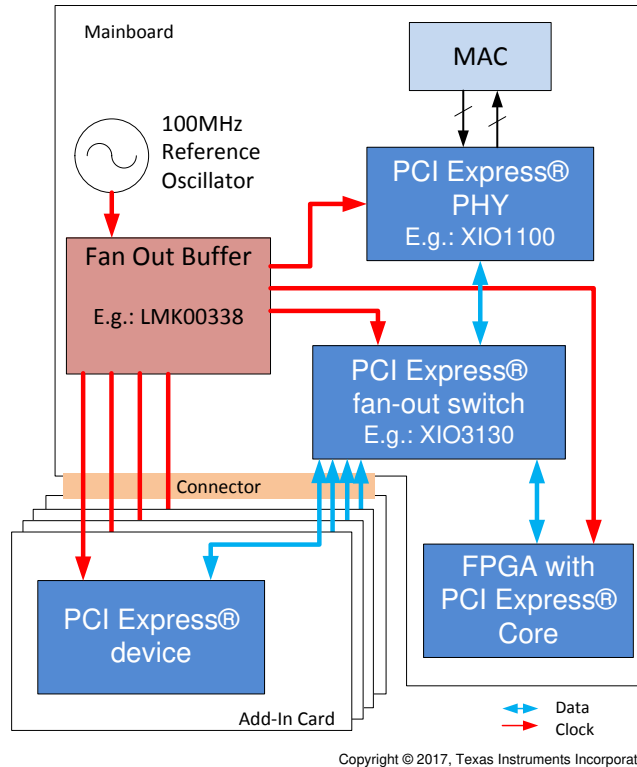 Mainboard
MAC
100MHz
Reference
Oscillator
PCI Express®
PHY
E.g.: XIO1100
Fan Out Buffer
E.g.: LMK00338
PCI Express®
fan-out switch
E.g.: XIO3130
Connector
FPGA with
PCI Express®
Core
PCI Express®
device
Add-In Card
Data
Clock
Copyright © 2017, Texas Instruments Incorporat